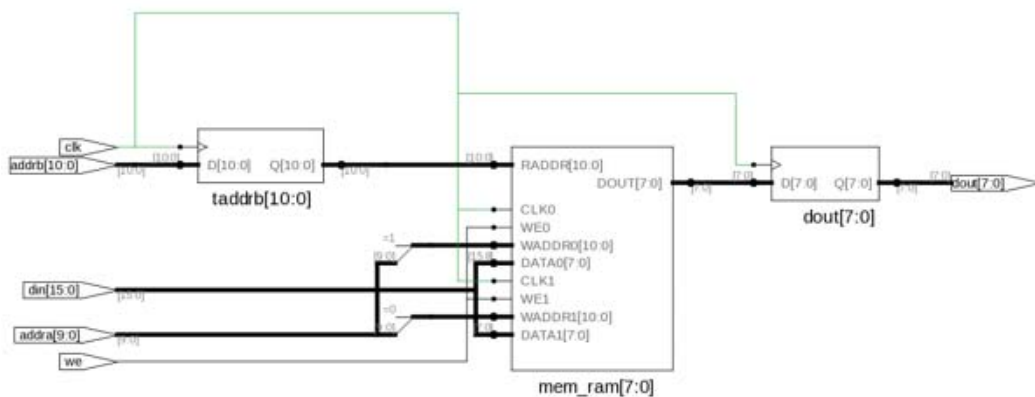 clk
addrb[10:0]
[10:0]
[10:0]
D[10:0]
Q[10:0]
taddrb[10:0]
[10:0]
[10:0]
RADDR[10:0]
DOUT[7:0]
CLK0
WE0
WADDR0[10:0]
DATA0[7:0]
CLK1
WE1
WADDR1[10:0]
DATA1[7:0]
mem_ram[7:0]
[7:0]
[7:0]
D[7:0]
Q[7:0]
dout[7:0]
[7:0]
[7:0]
dout[7:0]
=1
[9:0]
[15:8]
din[15:0]
[15:0]
=0
[9:0]
[7:0]
addra[9:0]
[9:0]
we